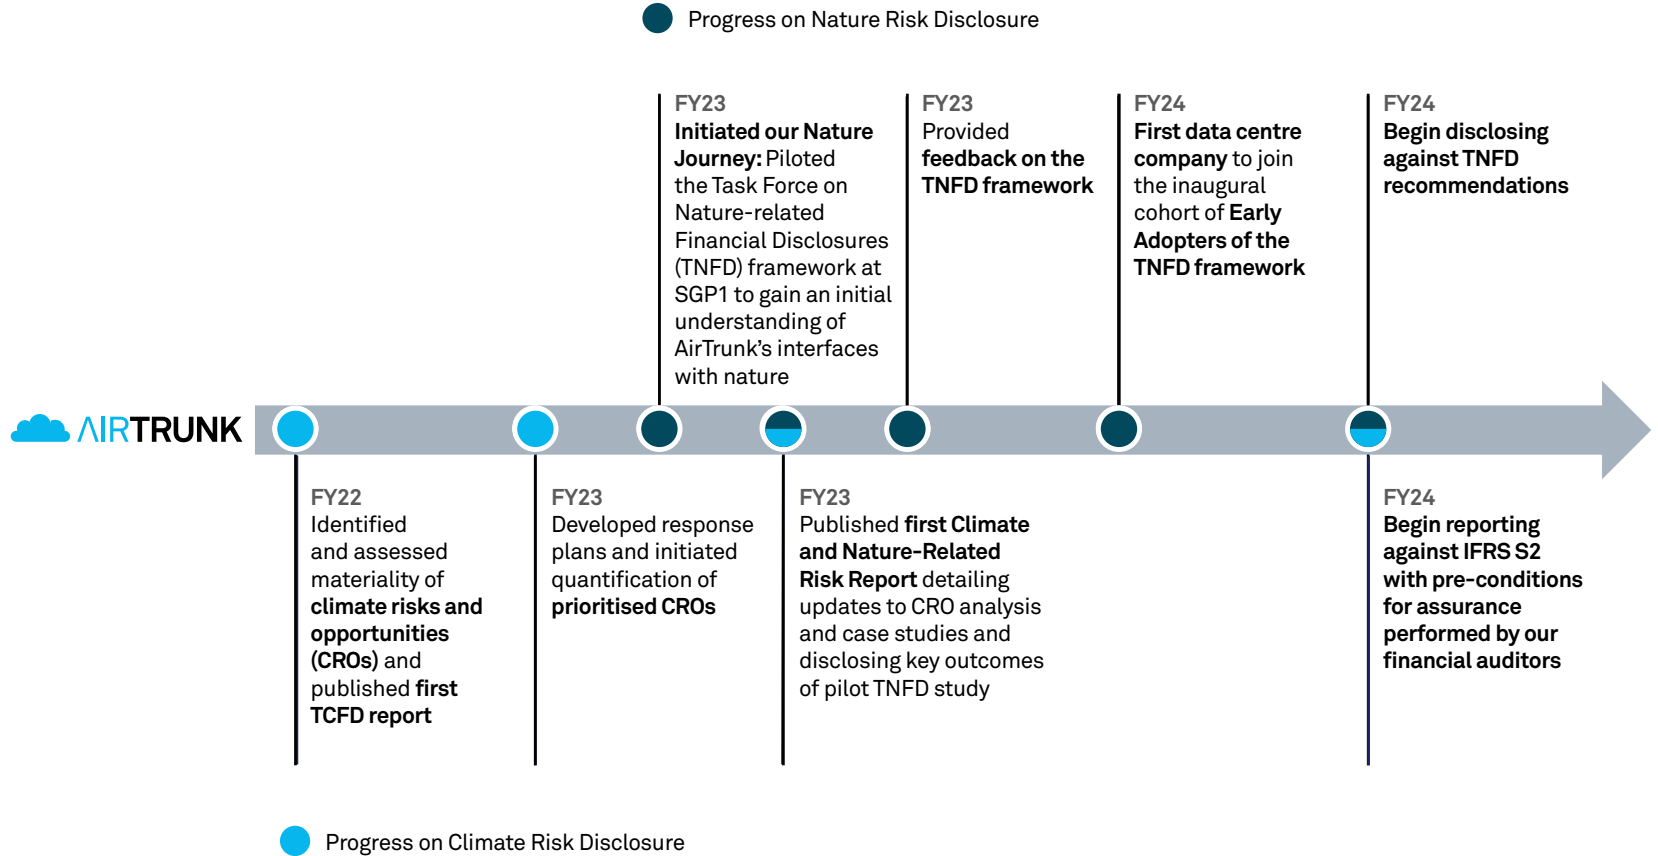 Progress on Nature Risk Disclosure
FY23
Initiated our Nature
Journey: Piloted
the Task Force on
Nature-related
Financial Disclosures
(TNFD) framework at
SGP1 to gain an initial
understanding of
AirTrunk’s interfaces
with nature
FY23
Provided
feedback on the
TNFD framework
FY24
First data centre
company to join
the inaugural
cohort of Early
Adopters of the
TNFD framework
FY24
Begin disclosing
against TNFD
recommendations
AIRTRUNK
FY22
Identified
and assessed
materiality of
climate risks and
opportunities
(CROs) and
published first
TCFD report
FY23
Developed response
plans and initiated
quantification of
prioritised CROs
FY23
Published first Climate
and Nature-Related
Risk Report detailing
updates to CRO analysis
and case studies and
disclosing key outcomes
of pilot TNFD study
FY24
Begin reporting
against IFRS S2
with pre-conditions
for assurance
performed by our
financial auditors
Progress on Climate Risk Disclosure